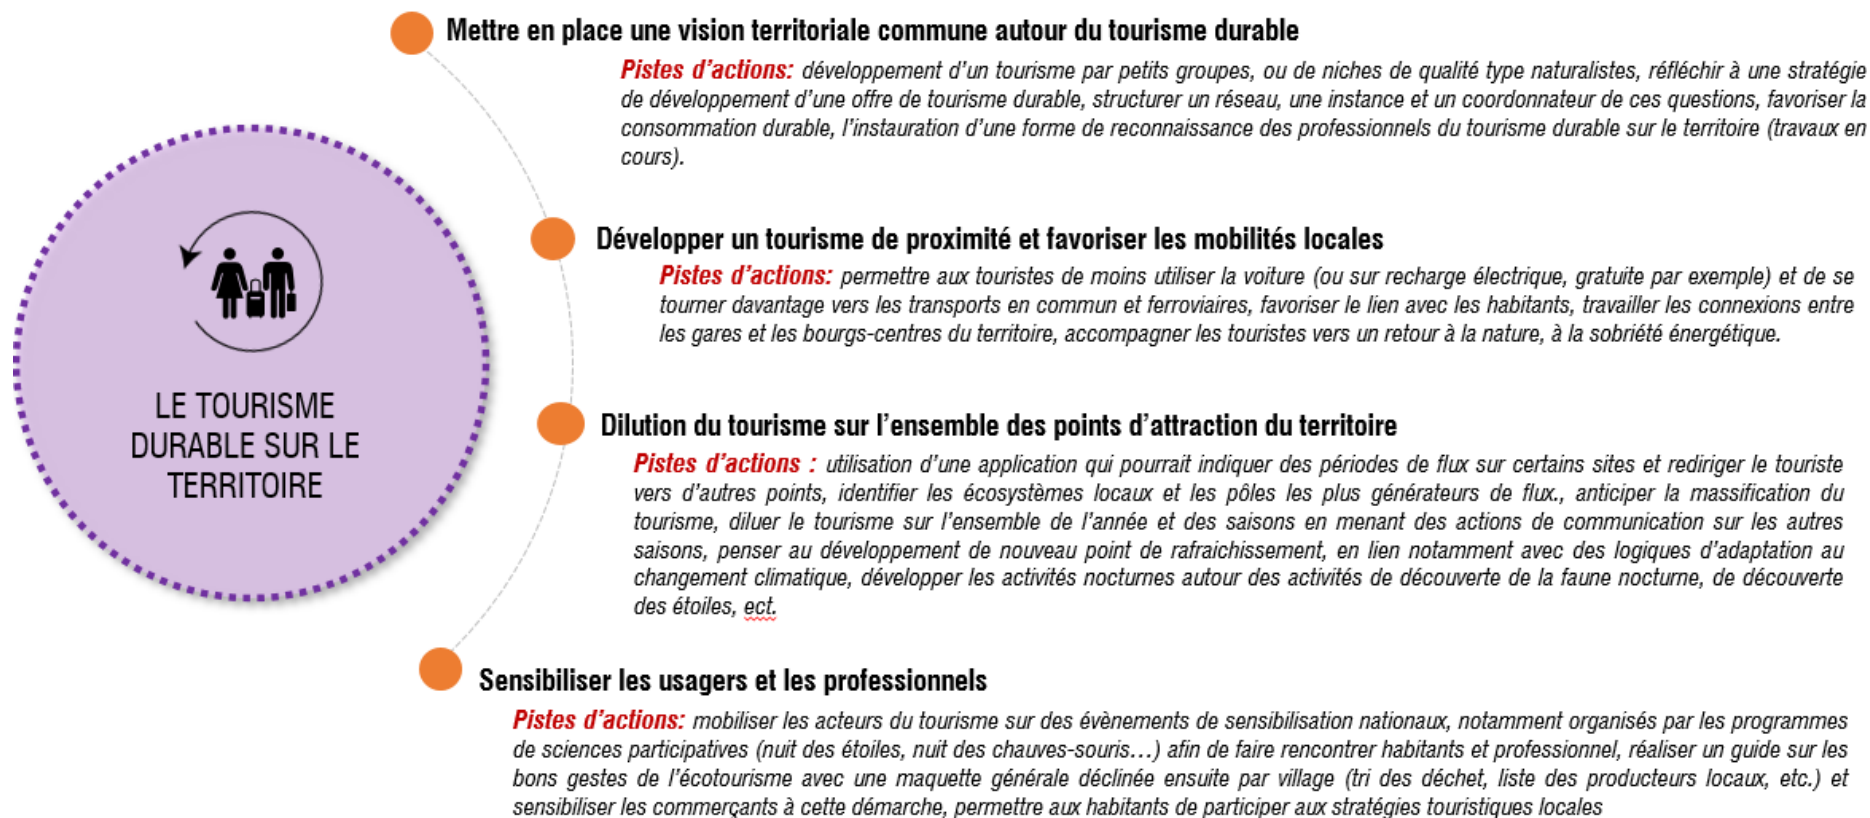 Mettre en place une vision territoriale commune autour du tourisme durable
Pistes d'actions: développement d'un tourisme par petits groupes, ou de niches de qualité type naturalistes, réfléchir à une stratégie
de développement d'une offre de tourisme durable, structurer un réseau, une instance et un coordonnateur de ces questions, favoriser la
consommation durable, l'instauration d'une forme de reconnaissance des professionnels du tourisme durable sur le territoire (travaux en
cours).
Développer un tourisme de proximité et favoriser les mobilités locales
Pistes d'actions: permettre aux touristes de moins utiliser la voiture (ou sur recharge électrique, gratuite par exemple) et de se
tourner davantage vers les transports en commun et ferroviaires, favoriser le lien avec les habitants, travailler les connexions entre
les gares et les bourgs-centres du territoire, accompagner les touristes vers un retour à la nature, à la sobriété énergétique.
LE TOURISME
DURABLE SUR LE
TERRITOIRE
Dilution du tourisme sur l'ensemble des points d'attraction du territoire
Pistes d'actions : utilisation d'une application qui pourrait indiquer des périodes de flux sur certains sites et rediriger le touriste
vers d'autres points, identifier les écosystèmes locaux et les pôles les plus générateurs de flux., anticiper la massification du
tourisme, diluer le tourisme sur l'ensemble de l'année et des saisons en menant des actions de communication sur les autres
saisons, penser au développement de nouveau point de rafraichissement, en lien notamment avec des logiques d'adaptation au
changement climatique, développer les activités nocturnes autour des activités de découverte de la faune nocturne, de découverte
des étoiles, ect.
Sensibiliser les usagers et les professionnels
Pistes d'actions: mobiliser les acteurs du tourisme sur des évènements de sensibilisation nationaux, notamment organisés par les programmes
de sciences participatives (nuit des étoiles, nuit des chauves-souris…) afin de faire rencontrer habitants et professionnel, réaliser un guide sur les
bons gestes de l'écotourisme avec une maquette générale déclinée ensuite par village (tri des déchet, liste des producteurs locaux, etc.) et
sensibiliser les commerçants à cette démarche, permettre aux habitants de participer aux stratégies touristiques locales